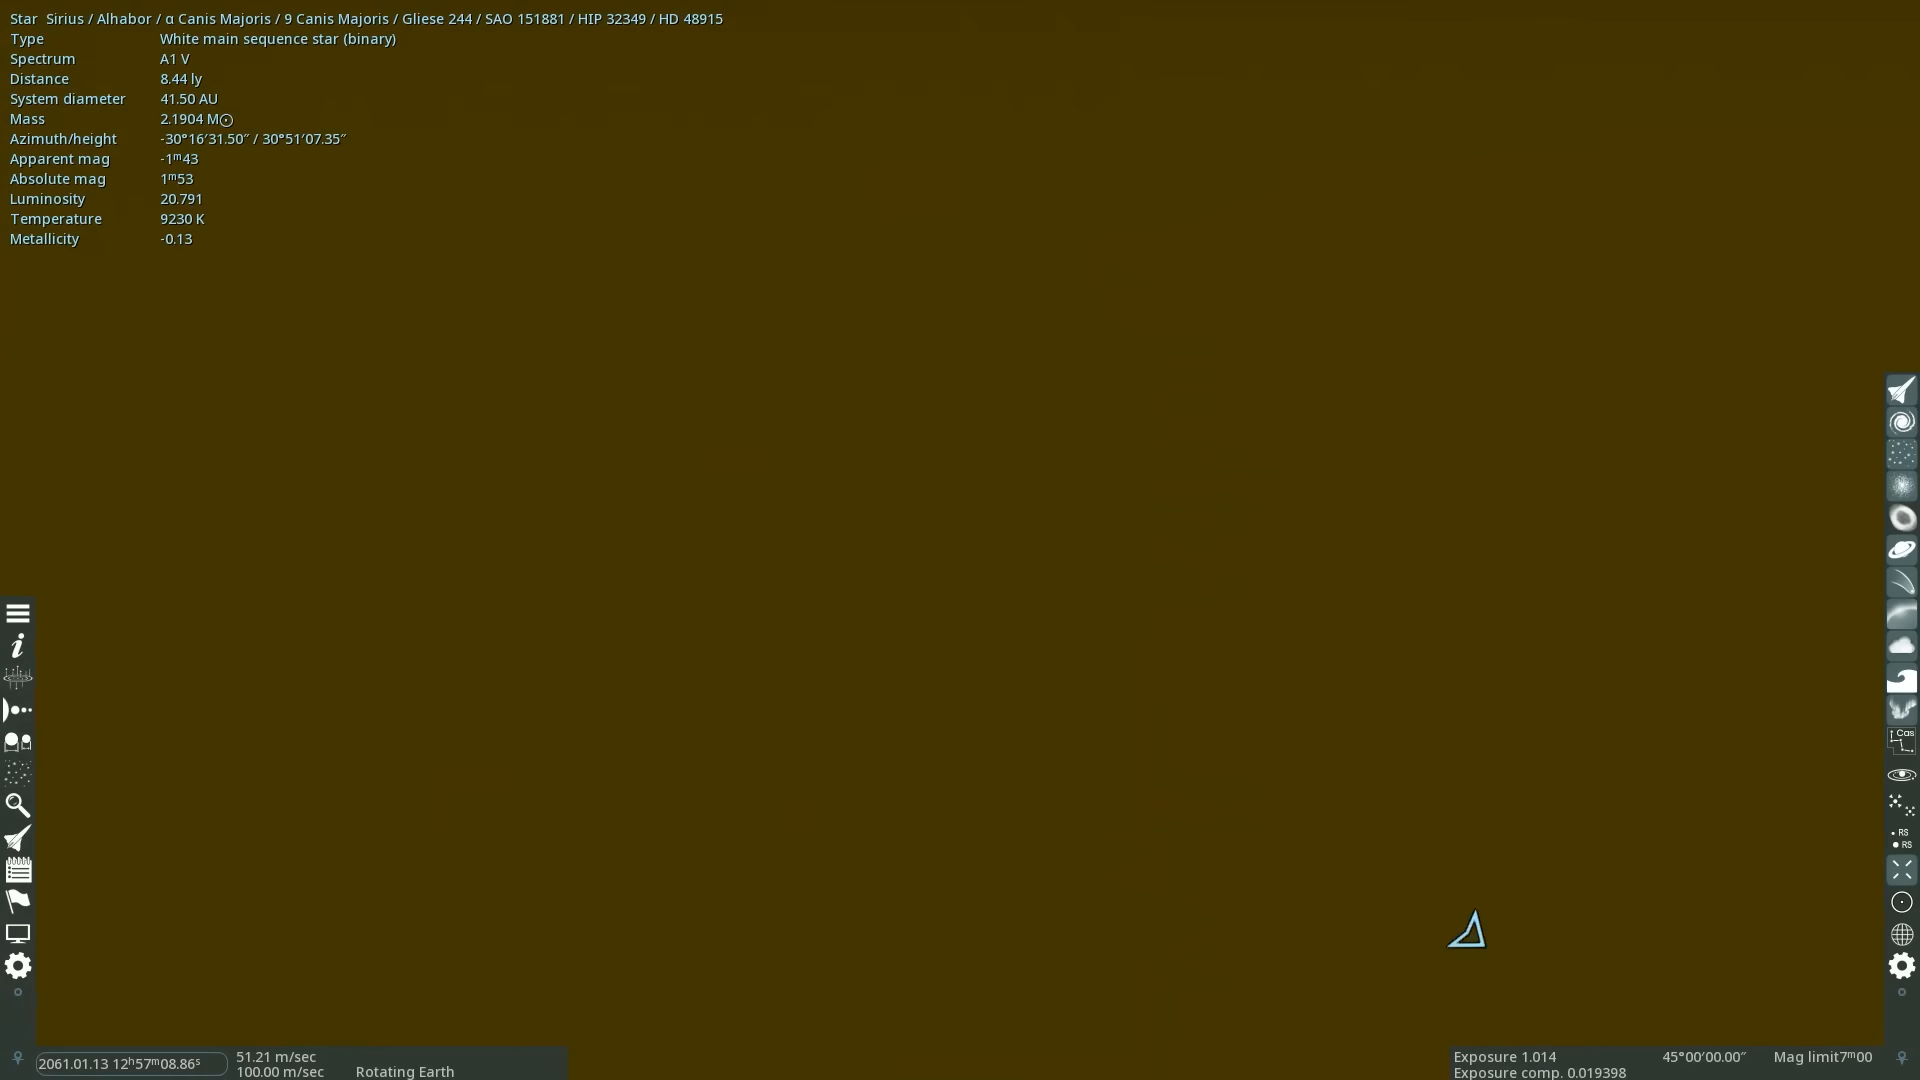 Star Sirius / Alhabor / α Canis Majoris / 9 Canis Majoris / Gliese 244 / SAO 151881 / HIP 32349 / HD 48915
Type White main sequence star (binary)
Spectrum A1 V
Distance 8.44 ly
System diameter 41.50 AU
Mass 2.1904 M☉
Azimuth/height -30°16′31.50″ / 30°51′07.35″
Apparent mag -1ᵐ43
Absolute mag 1ᵐ53
Luminosity 20.791
Temperature 9230 K
Metallicity -0.13
Cas
RS
RS
2061.01.13 12ʰ57ᵐ08.86ˢ
51.21 m/sec
100.00 m/sec Rotating Earth
Exposure 1.014 45°00′00.00″ Mag limit7ᵐ00
Exposure comp. 0.019398